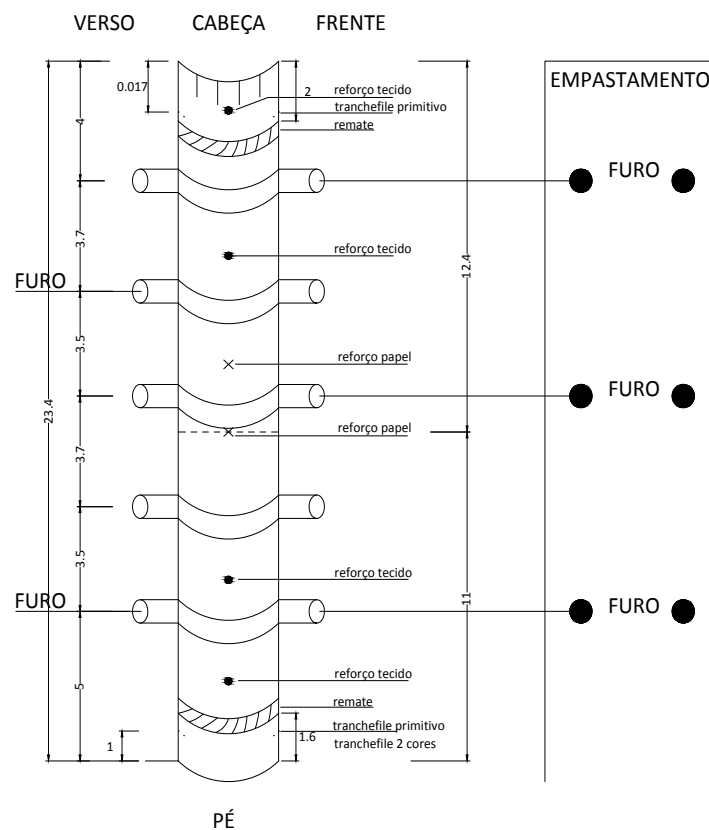 VERSO CABEÇA FRENTE
EMPASTAMENTO
0.017
2
reforço tecido
tranchefile primitivo
remate
4
FURO
3.7
reforço tecido
12.4
FURO
3.5
reforço papel
FURO
23.4
reforço papel
3.7
3.5
reforço tecido
11
FURO
FURO
5
reforço tecido
remate
tranchefile primitivo
1
1.6
tranchefile 2 cores
PÉ